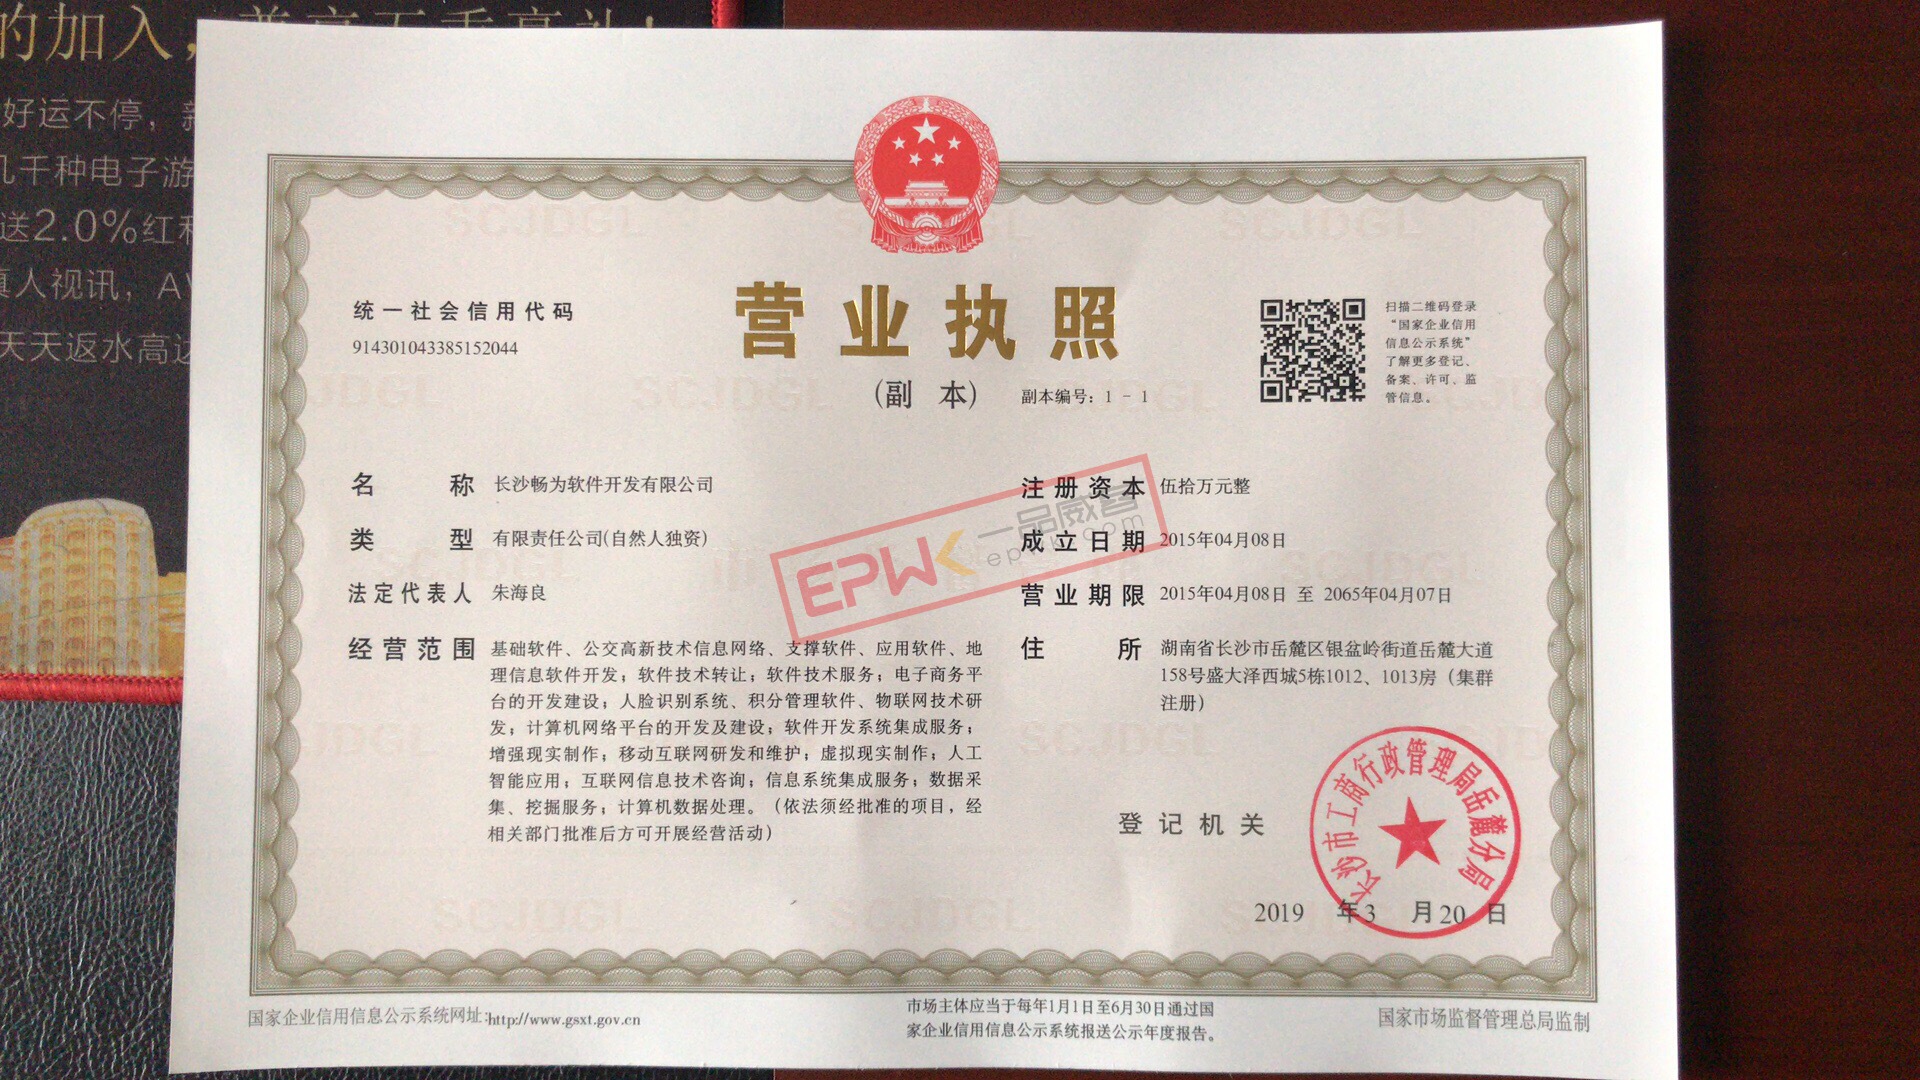 的加入，
好运不停，
几千种电子游
送2.0%红利
真人视讯，AV
天天返水高达
统一社会信用代码
914301043385152044
营业执照
(副 本) 副本编号：1 - 1
扫描二维码登录
“国家企业信用
信息公示系统”
了解更多登记、
备案、许可、监
管信息。
名称 长沙畅为软件开发有限公司
类型 有限责任公司(自然人独资)
法定代表人 朱海良
经营范围 基础软件、公交高新技术信息网络、支撑软件、应用软件、地
理信息软件开发；软件技术转让；软件技术服务；电子商务平
台的开发建设；人脸识别系统、积分管理软件、物联网技术研
发；计算机网络平台的开发及建设；软件开发系统集成服务；
增强现实制作；移动互联网研发和维护；虚拟现实制作；人工
智能应用；互联网信息技术咨询；信息系统集成服务；数据采
集、挖掘服务；计算机数据处理。（依法须经批准的项目，经
相关部门批准后方可开展经营活动）
注册资本 伍拾万元整
成立日期 2015年04月08日
营业期限 2015年04月08日 至 2065年04月07日
住所 湖南省长沙市岳麓区银盆岭街道岳麓大道
158号盛大泽西城5栋1012、1013房（集群
注册）
EPWK一品威客
epwk.com
登记机关
长沙市工商行政管理局岳麓分局
2019 年3 月20 日
国家企业信用信息公示系统网址:http://www.gsxt.gov.cn
市场主体应当于每年1月1日至6月30日通过国
家企业信用信息公示系统报送公示年度报告。
国家市场监督管理总局监制